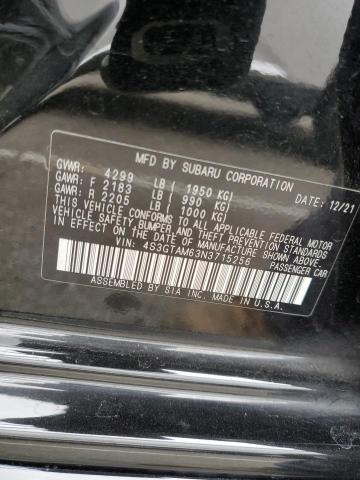 MFD BY SUBARU CORPORATION DATE: 12/21
GVWR: 4299 LB ( 1950 KG)
GAWR: F 2183 LB ( 990 KG)
GAWR: R 2205 LB ( 1000 KG)
THIS VEHICLE CONFORMS TO ALL APPLICABLE FEDERAL MOTOR
VEHICLE SAFETY, BUMPER, AND THEFT PREVENTION STANDARDS
IN EFFECT ON THE DATE OF MANUFACTURE SHOWN ABOVE.
VIN: 4S3GTAM63N3715256 PASSENGER CAR
ASSEMBLED BY SIA INC. MADE IN U.S.A.